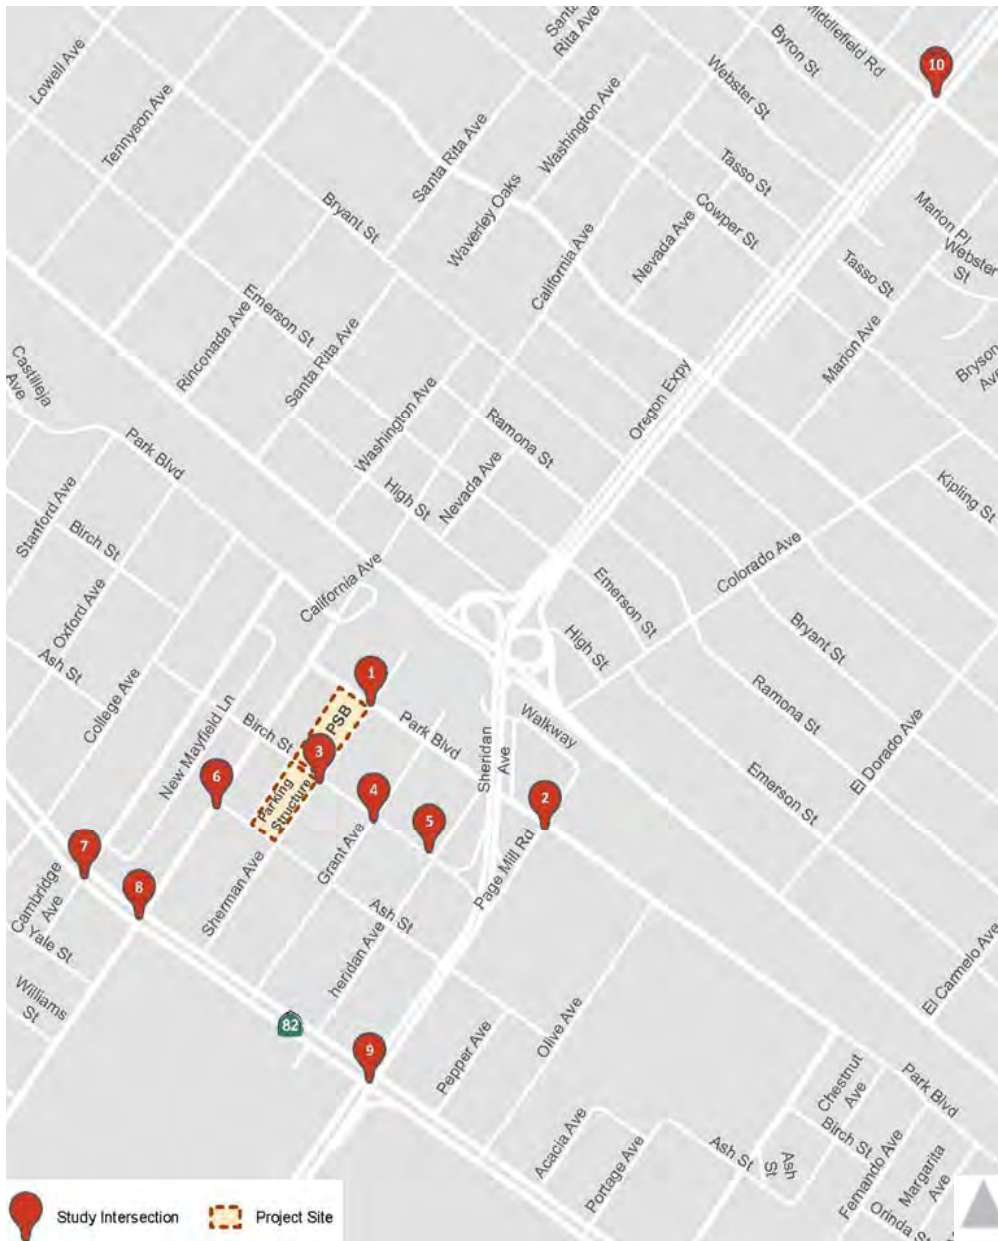 Middlefield Rd
Santa
Rita Ave
Byron St
Lowell Ave
10
Webster St
Tennyson Ave
Washington Ave
Santa Rita Ave
Tasso St
Bryant St
Waverley Oaks
Cowper St
Marion Pl
Nevada Ave
Webster
St
California Ave
Tasso St
Emerson St
Rinconada Ave
Santa Rita Ave
Marion Ave
Bryson
Ave
Castilleja
Ave
Oregon Expy
Washington Ave
Ramona St
Park Blvd
High St
Nevada Ave
Kipling St
Stanford Ave
Birch St
Colorado Ave
California Ave
Emerson St
Oxford Ave
Bryant St
High St
Ash St
1
College Ave
PSB
Ramona St
New Mayfield Ln
Birch St
Park Blvd
Walkway
Sheridan
Ave
3
El Dorado Ave
6
Parking
Structure
4
2
Emerson St
5
7
Grant Ave
Page Mill Rd
8
Cambridge
Ave
Sherman Ave
Ash St
Yale St
heridan Ave
El Carmelo Ave
Williams
St
82
Olive Ave
9
Pepper Ave
Chestnut
Ave
Park Blvd
Acacia Ave
Birch St
Ash St
Ash
St
Portage Ave
Fernando Ave
Margarita
Ave
Orinda St
Study Intersection
Project Site